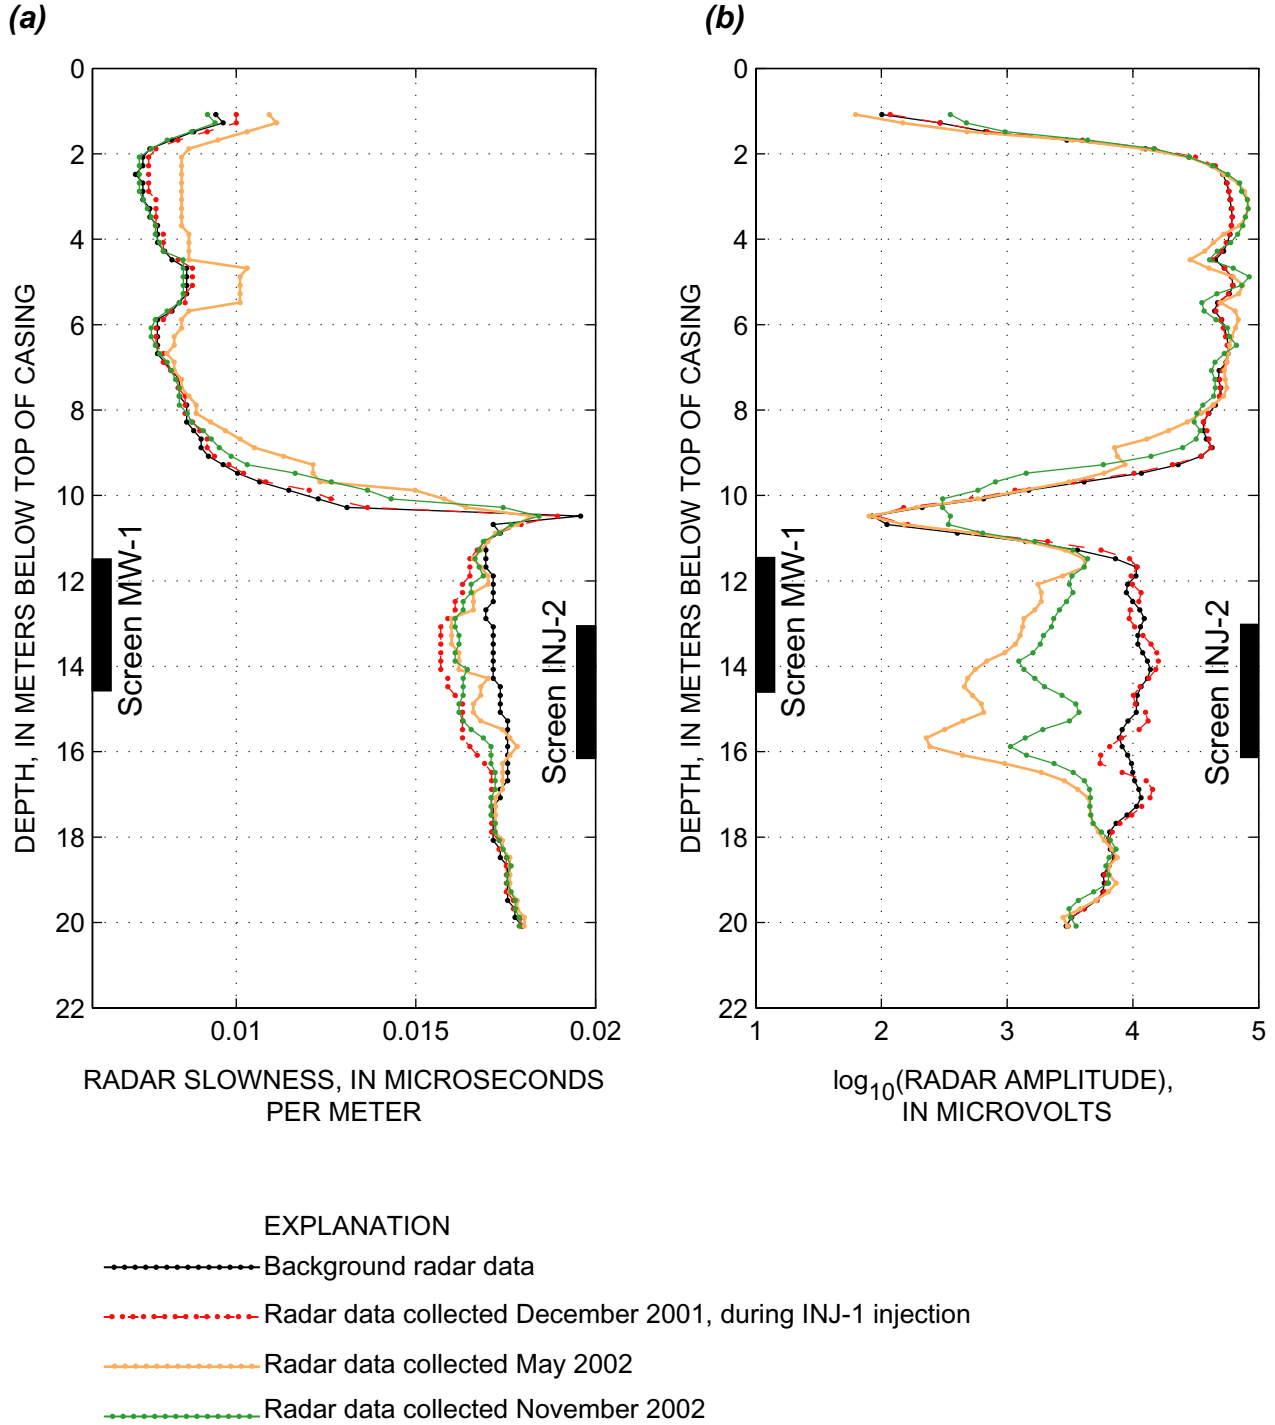 (a)
(b)
0
2
4
6
8
10
12
14
16
18
20
22
0.01
0.015
0.02
DEPTH, IN METERS BELOW TOP OF CASING
Screen MW-1
Screen INJ-2
RADAR SLOWNESS, IN MICROSECONDS
PER METER
0
2
4
6
8
10
12
14
16
18
20
22
1
2
3
4
5
DEPTH, IN METERS BELOW TOP OF CASING
Screen MW-1
Screen INJ-2
log10(RADAR AMPLITUDE),
IN MICROVOLTS
EXPLANATION
Background radar data
Radar data collected December 2001, during INJ-1 injection
Radar data collected May 2002
Radar data collected November 2002